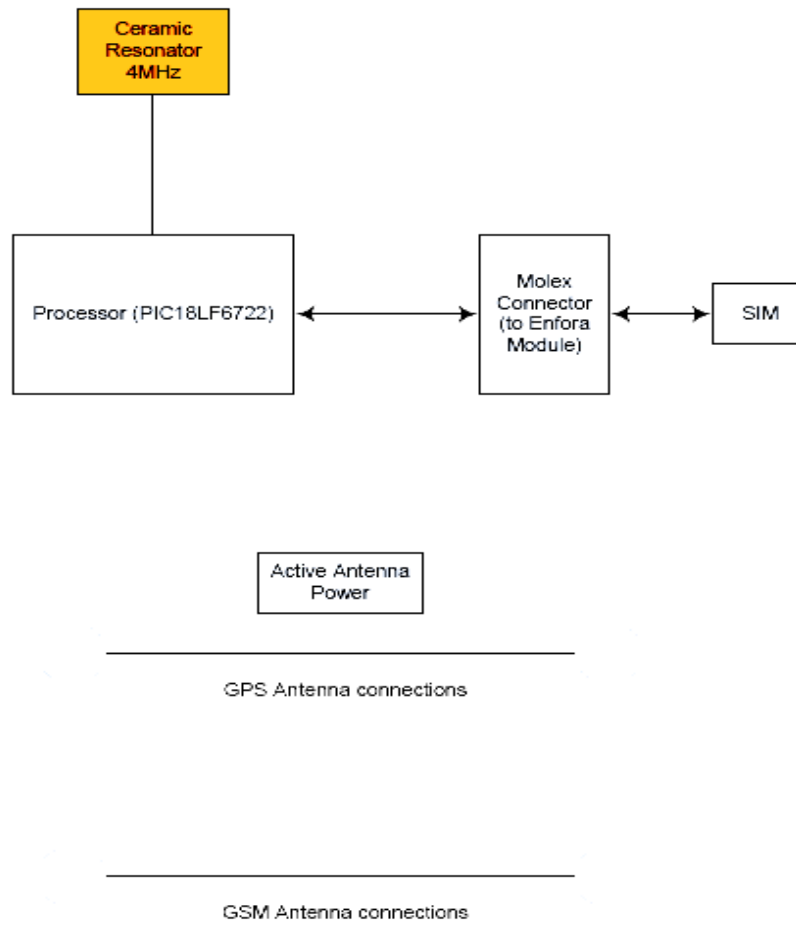 Ceramic
Resonator
4MHz
Processor (PIC18LF6722)
Molex
Connector
(to Enfora
Module)
SIM
Active Antenna
Power
GPS Antenna connections
GSM Antenna connections